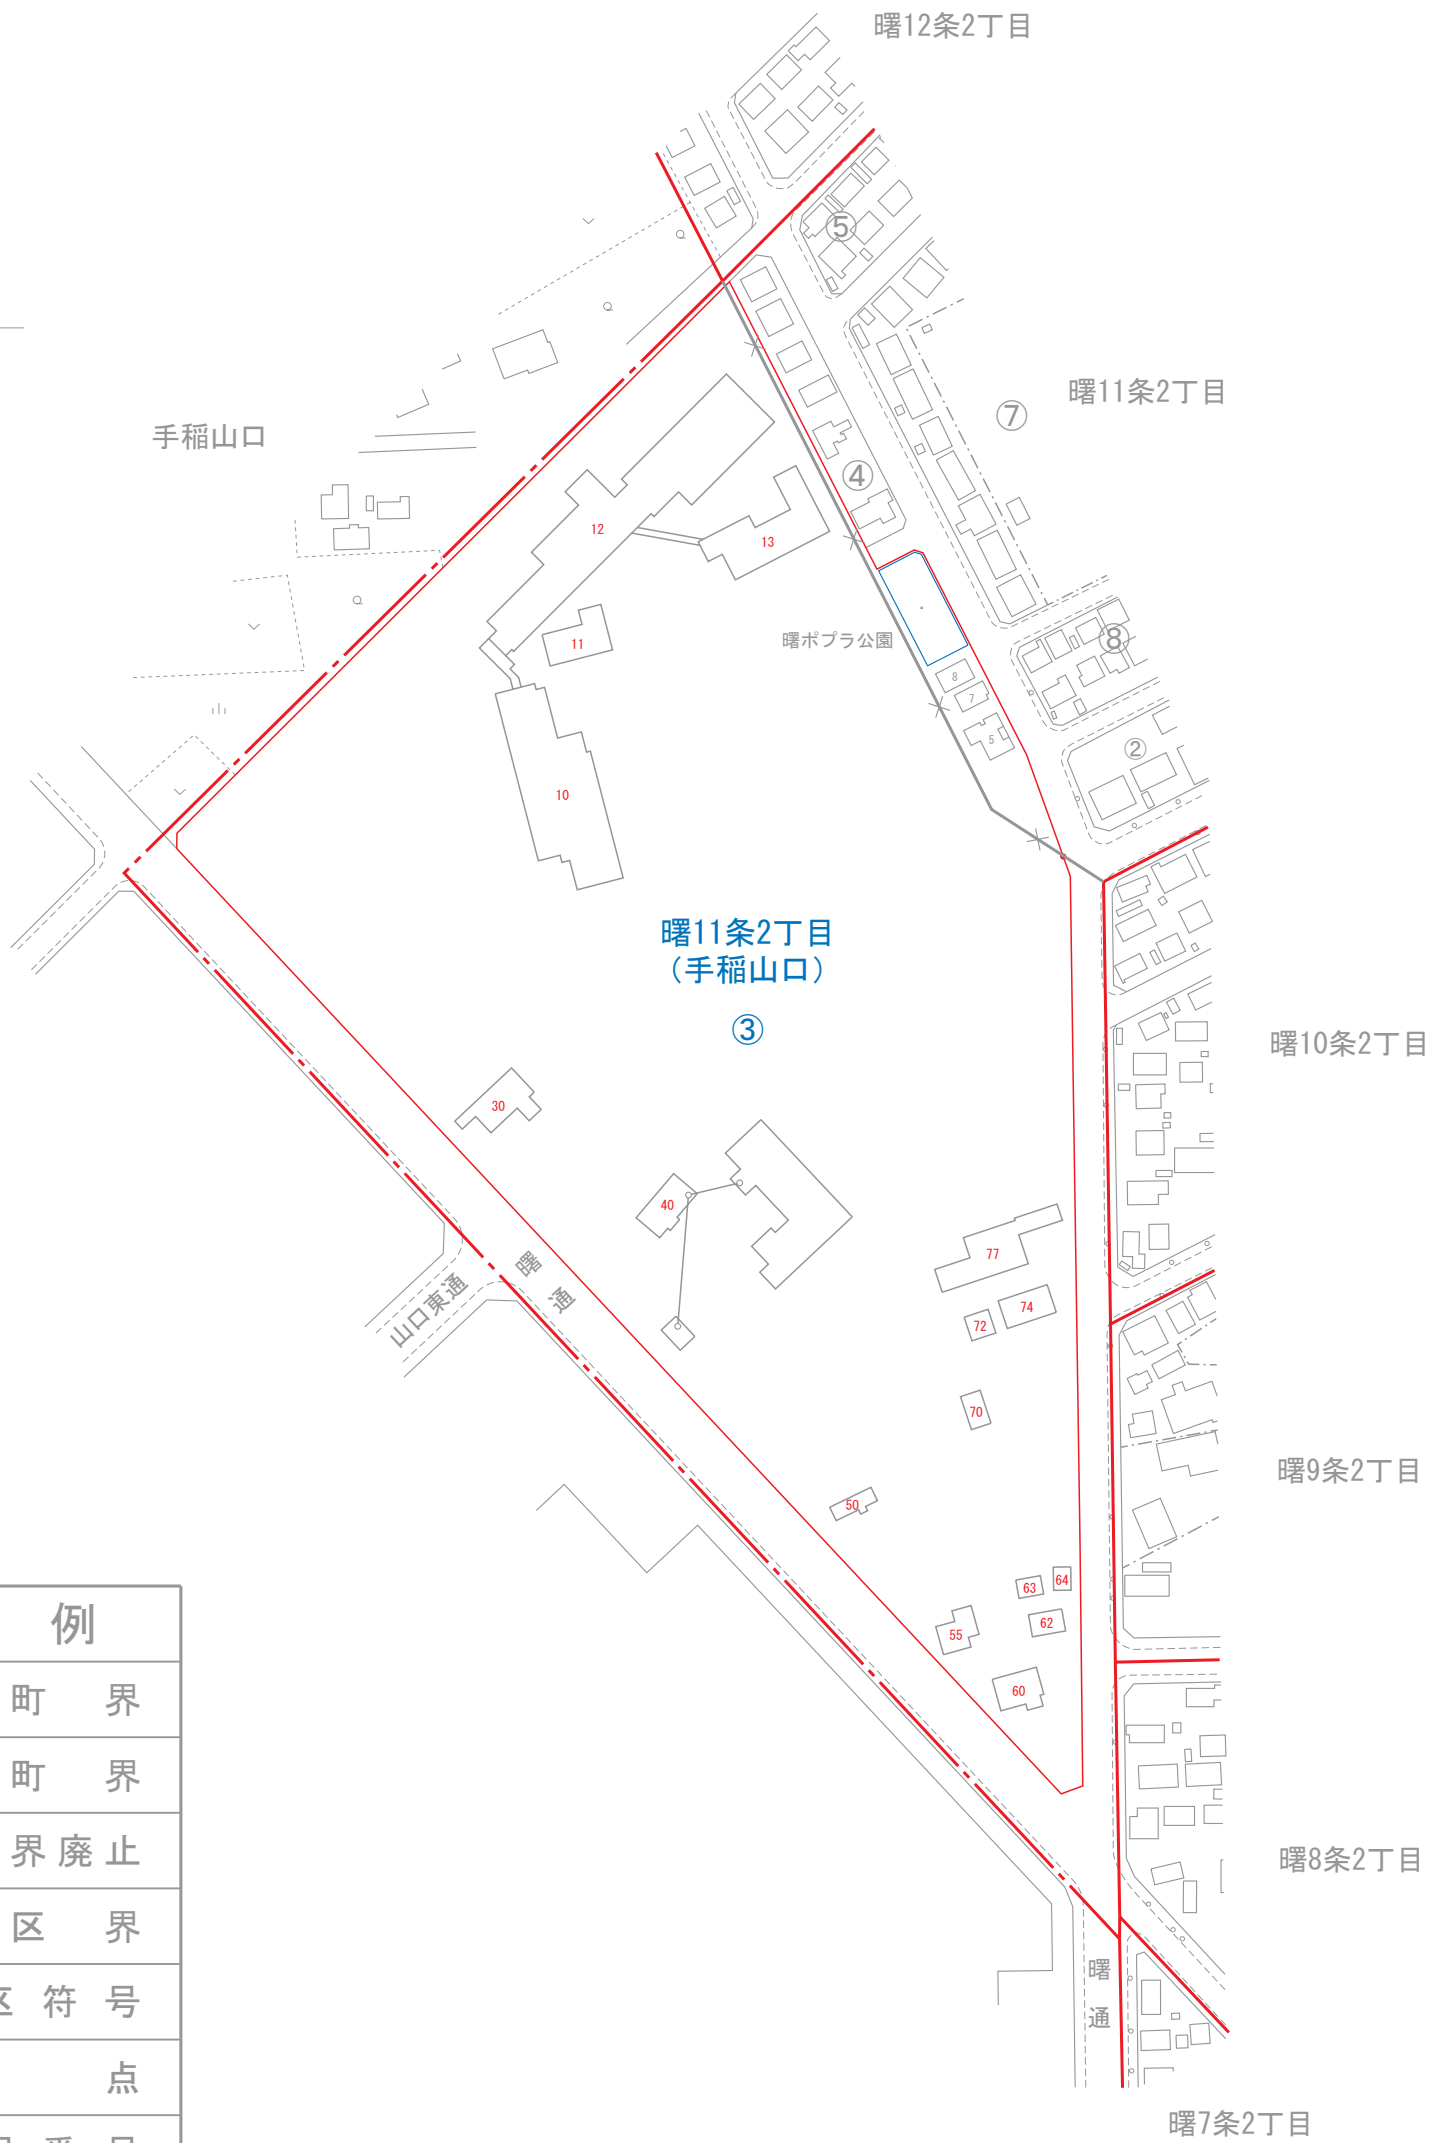 曙12条2丁目
⑤
曙11条2丁目
⑦
手稲山口
④
12
13
11
曙ポプラ公園
⑧
8
7
5
②
10
曙11条2丁目
(手稲山口)
③
曙10条2丁目
30
40
77
74
72
曙通
山口東通
70
曙9条2丁目
50
64
63
62
55
60
例
町界
町界
界廃止
区界
符号
点
曙8条2丁目
曙通
曙7条2丁目